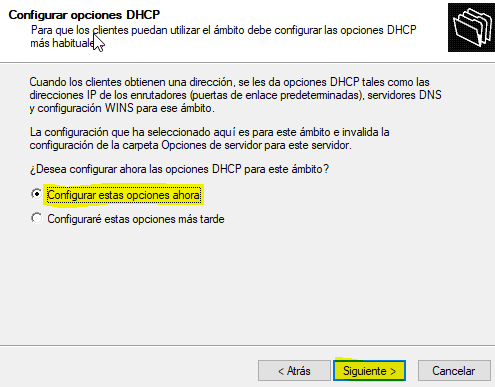 Configurar opciones DHCP
Para que los clientes puedan utilizar el ámbito debe configurar las opciones DHCP
más habituales.
Cuando los clientes obtienen una dirección, se les da opciones DHCP tales como las
direcciones IP de los enrutadores (puertas de enlace predeterminadas), servidores DNS
y configuración WINS para ese ámbito.
La configuración que ha seleccionado aquí es para este ámbito e invalida la
configuración de la carpeta Opciones de servidor para este servidor.
¿Desea configurar ahora las opciones DHCP para este ámbito?
Configurar estas opciones ahora
Configuraré estas opciones más tarde
< Atrás
Siguiente >
Cancelar